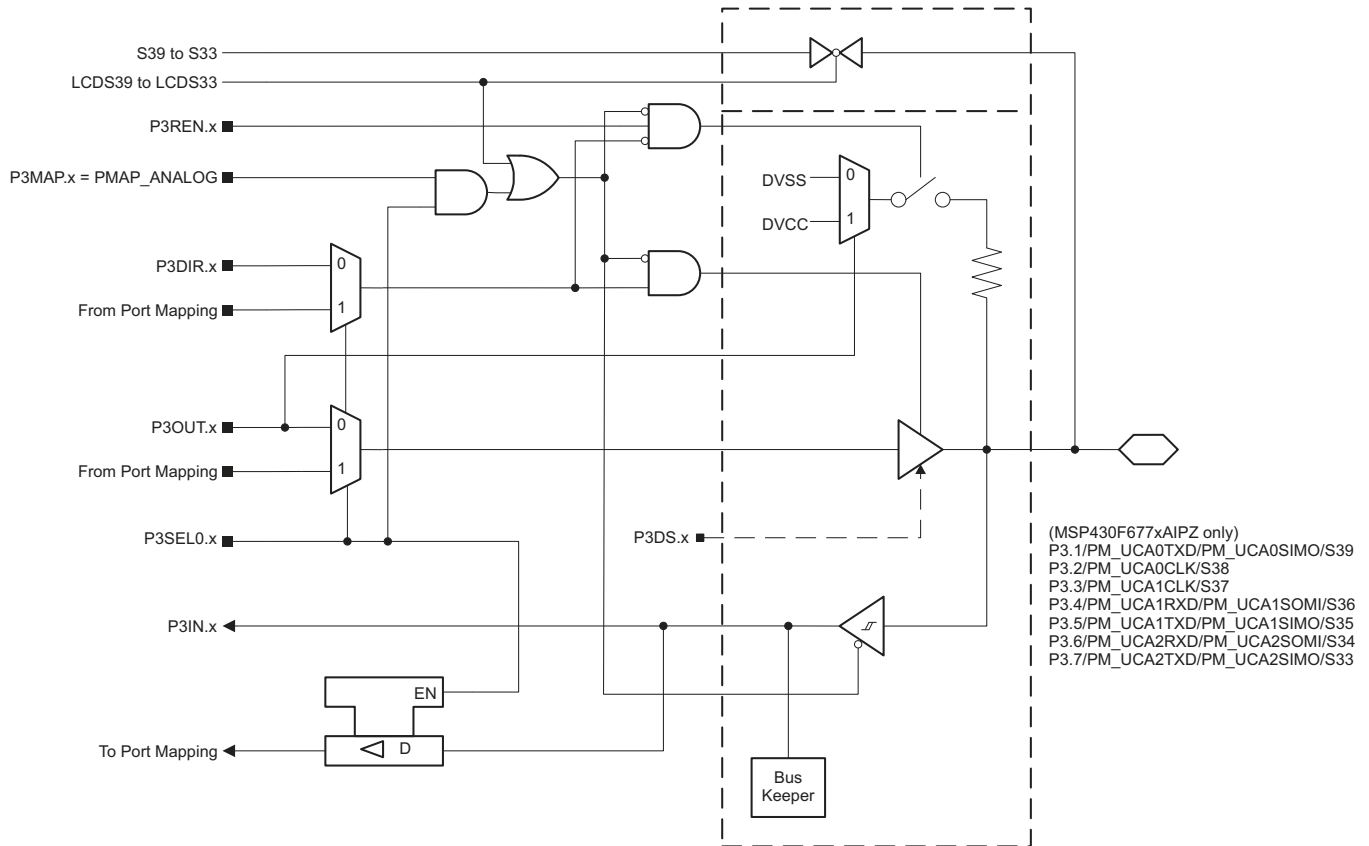 S39 to S33
LCDS39 to LCDS33
P3REN.x
P3MAP.x = PMAP_ANALOG
DVSS
0
DVCC
1
P3DIR.x
0
From Port Mapping
1
P3OUT.x
0
From Port Mapping
1
P3SEL0.x
P3DS.x
(MSP430F677xAIPZ only)
P3.1/PM_UCA0TXD/PM_UCA0SIMO/S39
P3.2/PM_UCA0CLK/S38
P3.3/PM_UCA1CLK/S37
P3.4/PM_UCA1RXD/PM_UCA1SOMI/S36
P3.5/PM_UCA1TXD/PM_UCA1SIMO/S35
P3.6/PM_UCA2RXD/PM_UCA2SOMI/S34
P3.7/PM_UCA2TXD/PM_UCA2SIMO/S33
P3IN.x
EN
To Port Mapping
D
Bus
Keeper